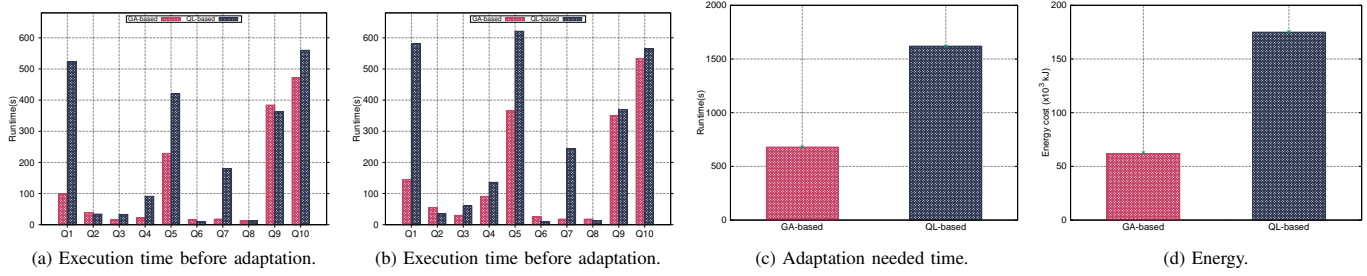 GA-based QL-based
Runtime(s)
600
500
400
300
200
100
0
Q1 Q2 Q3 Q4 Q5 Q6 Q7 Q8 Q9 Q10
(a) Execution time before adaptation.
GA-based QL-based
Runtime(s)
600
500
400
300
200
100
0
Q1 Q2 Q3 Q4 Q5 Q6 Q7 Q8 Q9 Q10
(b) Execution time before adaptation.
Runtime(s)
2000
1500
1000
500
0
GA-based QL-based
(c) Adaptation needed time.
Energy cost (x10^3 kJ)
200
150
100
50
0
GA-based QL-based
(d) Energy.